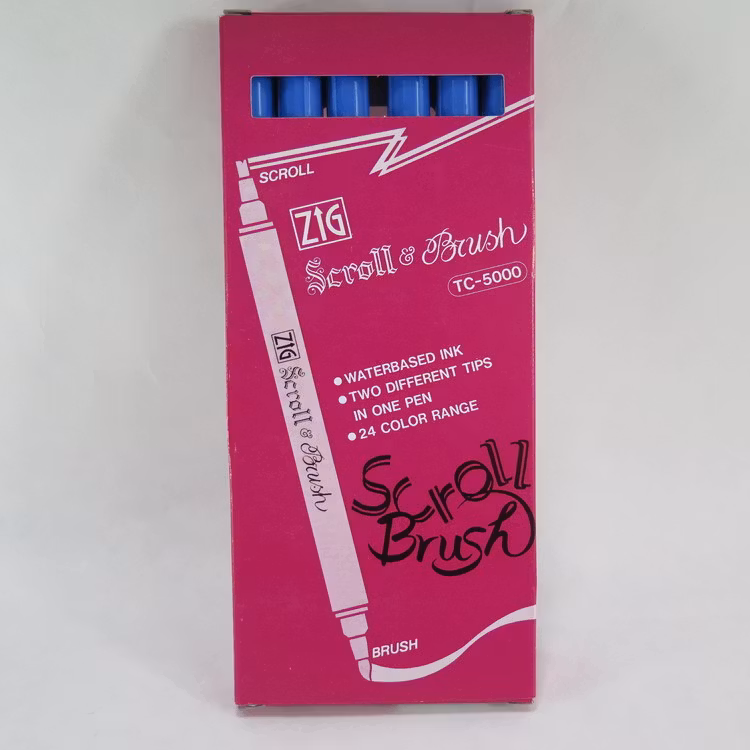 SCROLL
ZIG
Scroll & Brush
TC-5000
ZIG Scroll & Brush
● WATERBASED INK
● TWO DIFFERENT TIPS
IN ONE PEN
● 24 COLOR RANGE
Scroll
Brush
BRUSH